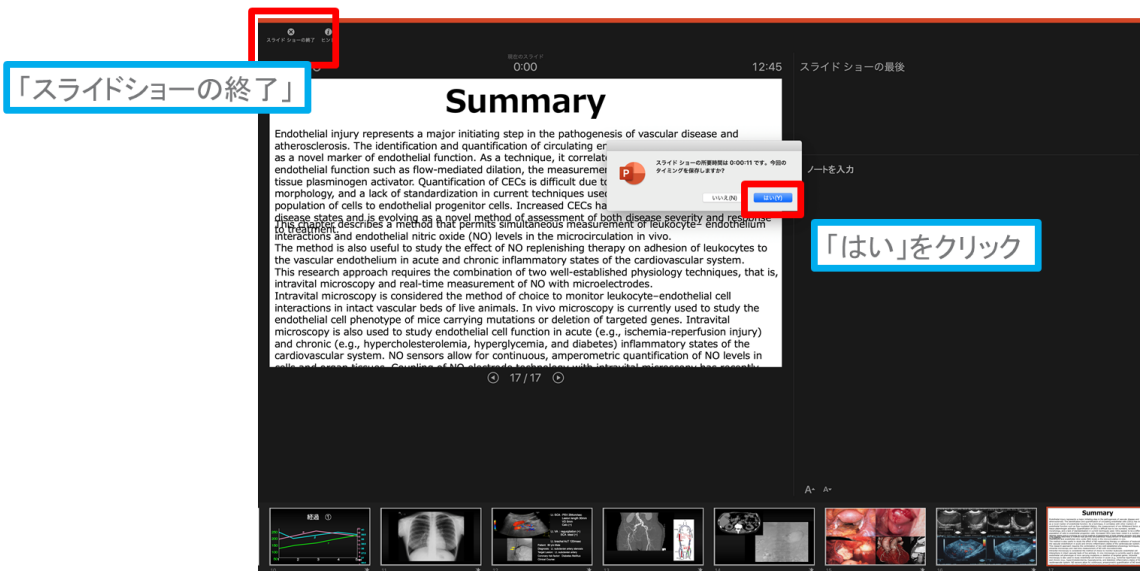 スライド ショーの終了
「スライドショーの終了」
現在のスライド
0:00
12:45
スライド ショーの最後
Summary
Endothelial injury represents a major initiating step in the pathogenesis of vascular disease and
atherosclerosis. The identification and quantification of circulating
as a novel marker of endothelial function. As a technique, it
endothelial function such as flow-mediated dilation, the
tissue plasminogen activator. Quantification of CECs is difficult due
morphology, and a lack of standardization in current techniques
population of cells to endothelial progenitor cells. Increased CECs
disease states and is evolving as a novel method of assessment of both disease severity and response
to treatment.
This chapter describes a method that permits simultaneous measurement of leukocyte– endothelium
interactions and endothelial nitric oxide (NO) levels in the microcirculation in vivo.
The method is also useful to study the effect of NO replenishing therapy on adhesion of leukocytes to
the vascular endothelium in acute and chronic inflammatory states of the cardiovascular system.
This research approach requires the combination of two well-established physiology techniques, that is,
intravital microscopy and real-time measurement of NO with microelectrodes.
Intravital microscopy is considered the method of choice to monitor leukocyte–endothelial cell
interactions in intact vascular beds of live animals. In vivo microscopy is currently used to study the
endothelial cell phenotype of mice carrying mutations or deletion of targeted genes. Intravital
microscopy is also used to study endothelial cell function in acute (e.g., ischemia-reperfusion injury)
and chronic (e.g., hypercholesterolemia, hyperglycemia, and diabetes) inflammatory states of the
cardiovascular system. NO sensors allow for continuous, amperometric quantification of NO levels in
スライド ショーの所要時間は 0:00:11 です。今回の
タイミングを保存しますか?
いいえ(N)
はい(Y)
ノートを入力
「はい」をクリック
17/17
経過 ①
Summary